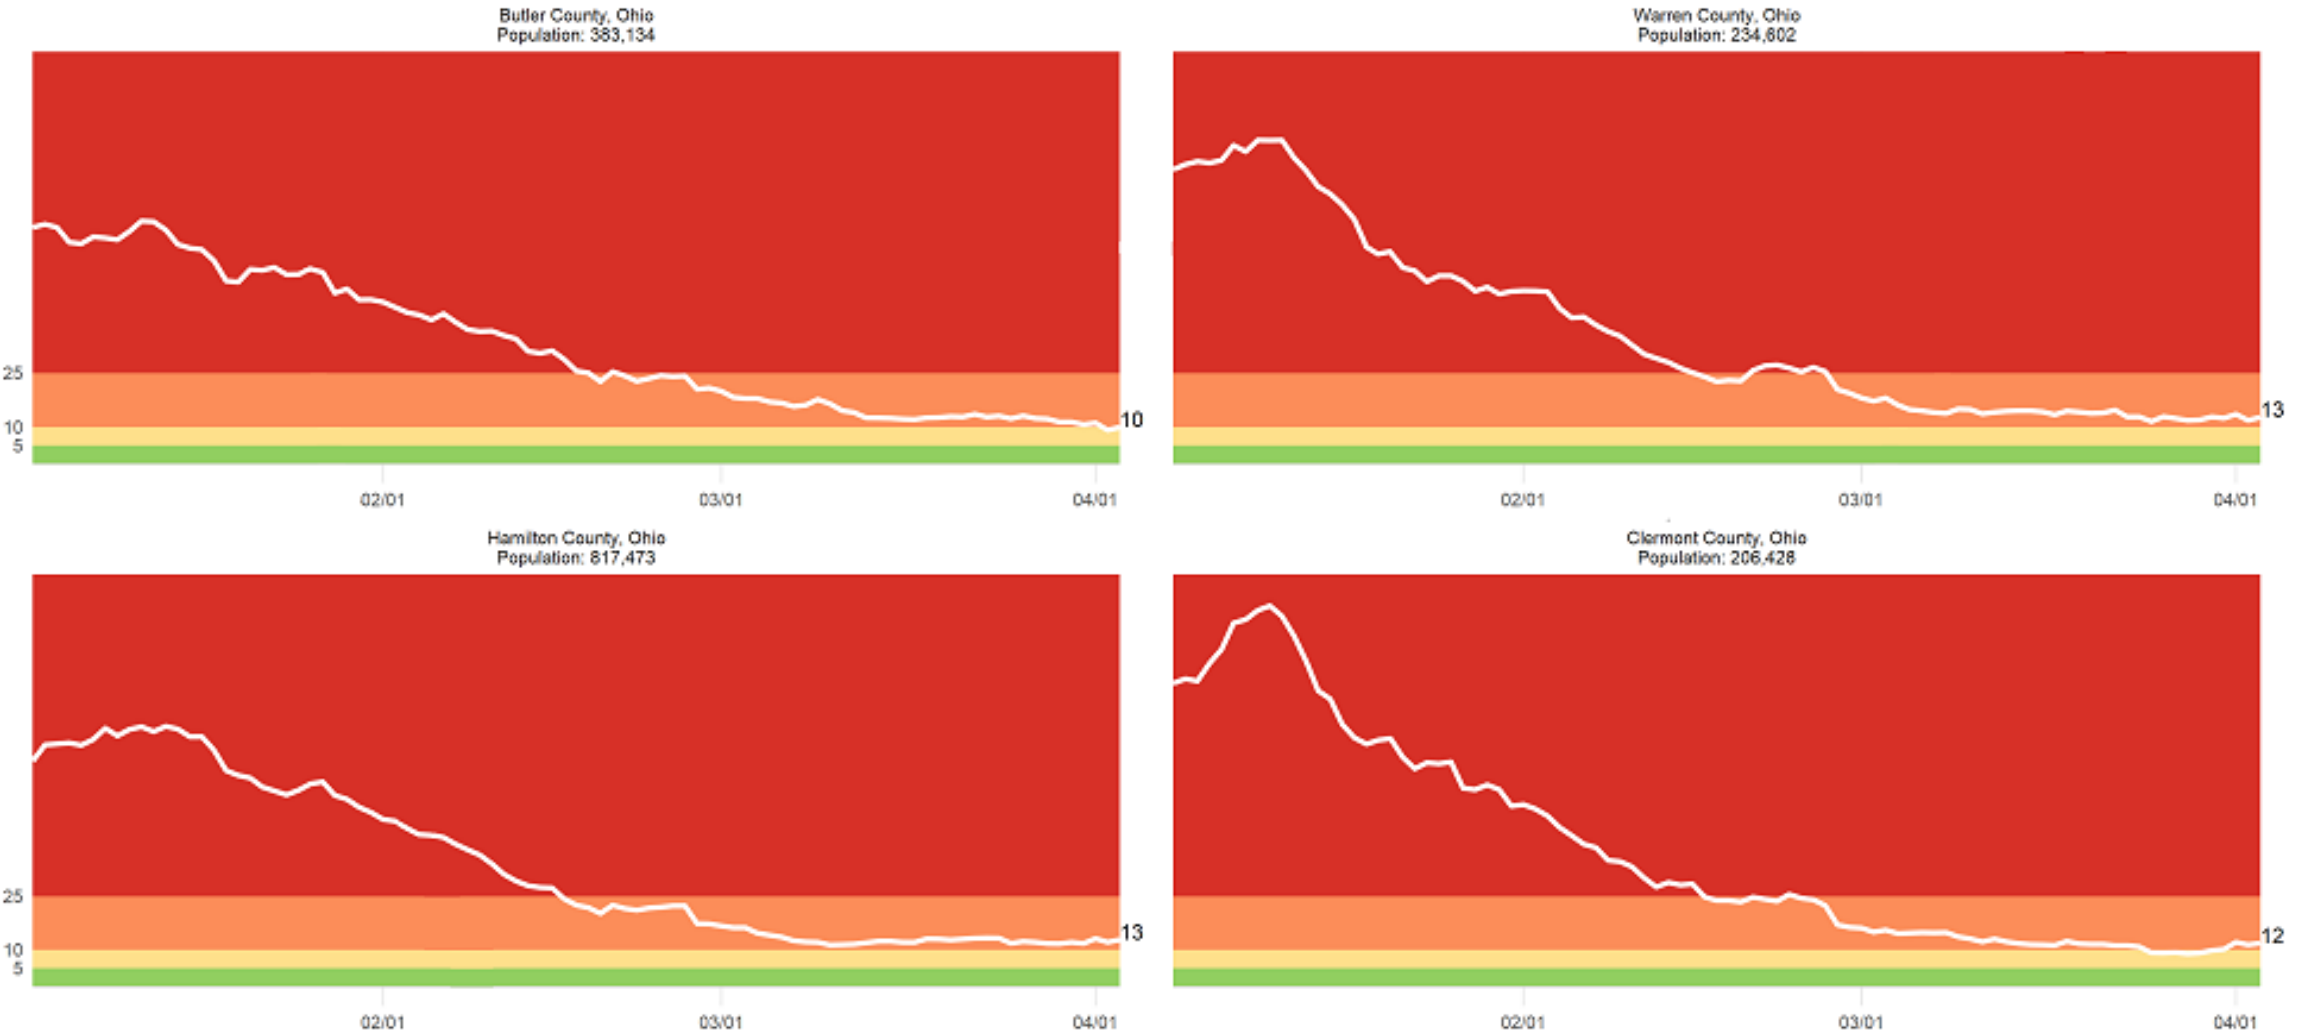 Butler County, Ohio
Population: 383,134
Warren County, Ohio
Population: 234,602
25
10
5
10
13
02/01
03/01
04/01
02/01
03/01
04/01
Hamilton County, Ohio
Population: 817,473
Clermont County, Ohio
Population: 206,428
25
10
5
13
12
02/01
03/01
04/01
02/01
03/01
04/01